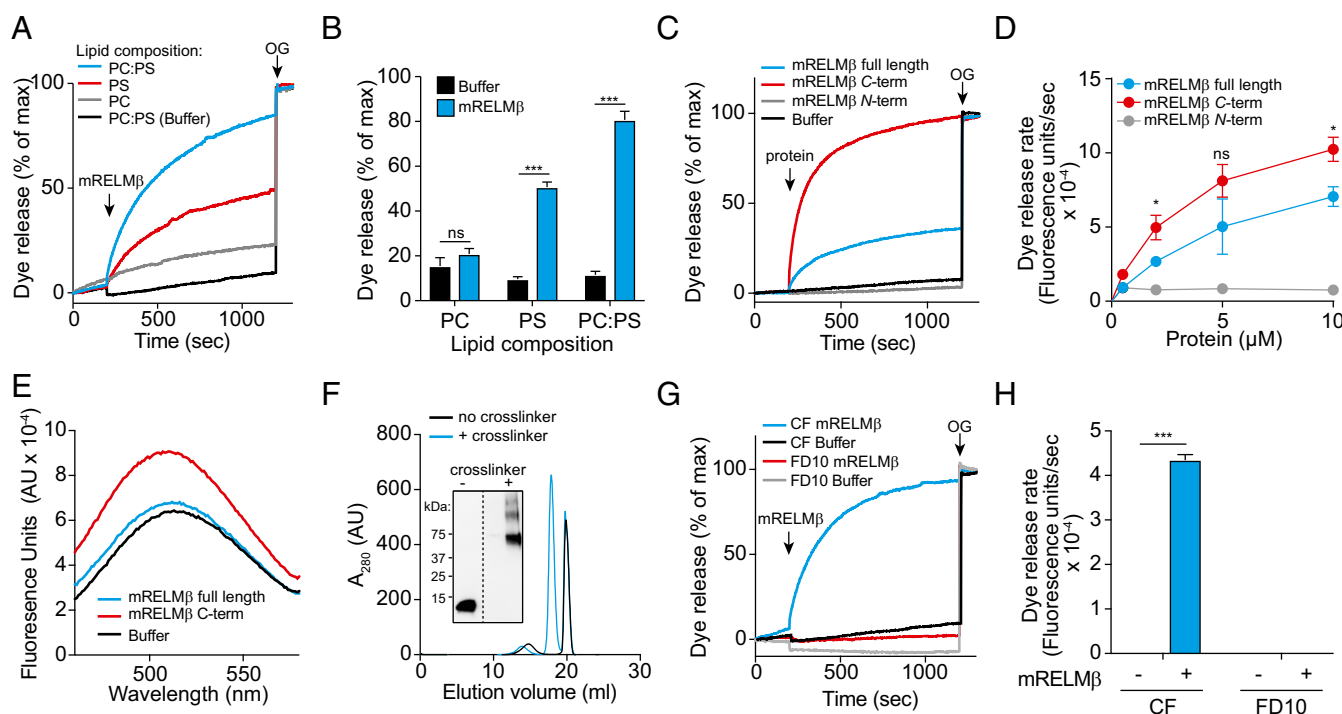 A
Lipid composition:
PC:PS
PS
PC
PC:PS (Buffer)
OG
mRELMβ
Dye release (% of max)
100
50
0
0
500
1000
Time (sec)
B
Buffer
mRELMβ
ns
***
***
Dye release (% of max)
100
80
60
40
20
0
PC
PS
PC:PS
Lipid composition
C
mRELMβ full length
mRELMβ C-term
mRELMβ N-term
Buffer
OG
protein
Dye release (% of max)
100
50
0
0
500
1000
Time (sec)
D
mRELMβ full length
mRELMβ C-term
mRELMβ N-term
*
ns
*
Dye release rate
(Fluorescence units/sec
x 10⁻⁴)
15
10
5
0
0
5
10
Protein (µM)
E
Fluoresence Units (AU x 10⁻⁴)
10
8
6
4
2
0
mRELMβ full length
mRELMβ C-term
Buffer
500
550
Wavelength (nm)
F
no crosslinker
+ crosslinker
crosslinker
- +
kDa:
75
37
25
15
A₂₈₀ (AU)
800
600
400
200
0
0
10
20
30
Elution volume (ml)
G
CF mRELMβ
CF Buffer
FD10 mRELMβ
FD10 Buffer
OG
mRELMβ
Dye release (% of max)
100
50
0
0
500
1000
Time (sec)
H
***
Dye release rate
(Fluorescence units/sec
x 10⁻⁴)
5
4
3
2
1
0
mRELMβ - + - +
CF
FD10